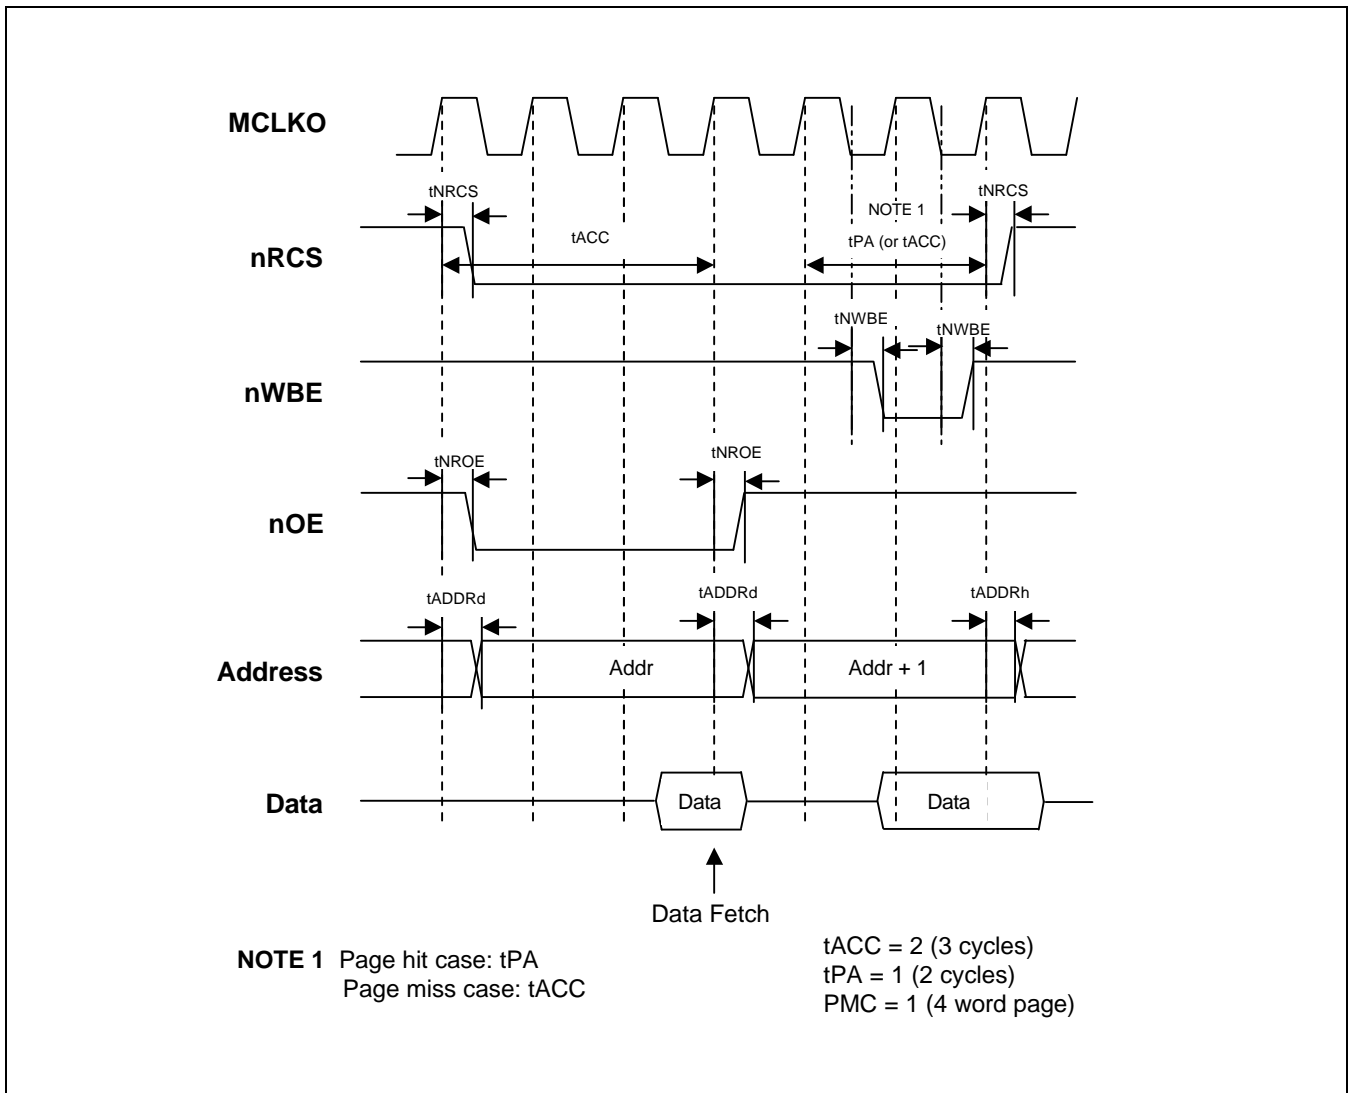 MCLKO
tNRCS
tNRCS
NOTE 1
tACC
tPA (or tACC)
nRCS
tNWBE
tNWBE
nWBE
tNROE
tNROE
nOE
tADDRd
tADDRd
tADDRh
Address
Addr
Addr + 1
Data
Data
Data
Data Fetch
NOTE 1 Page hit case: tPA
Page miss case: tACC
tACC = 2 (3 cycles)
tPA = 1 (2 cycles)
PMC = 1 (4 word page)